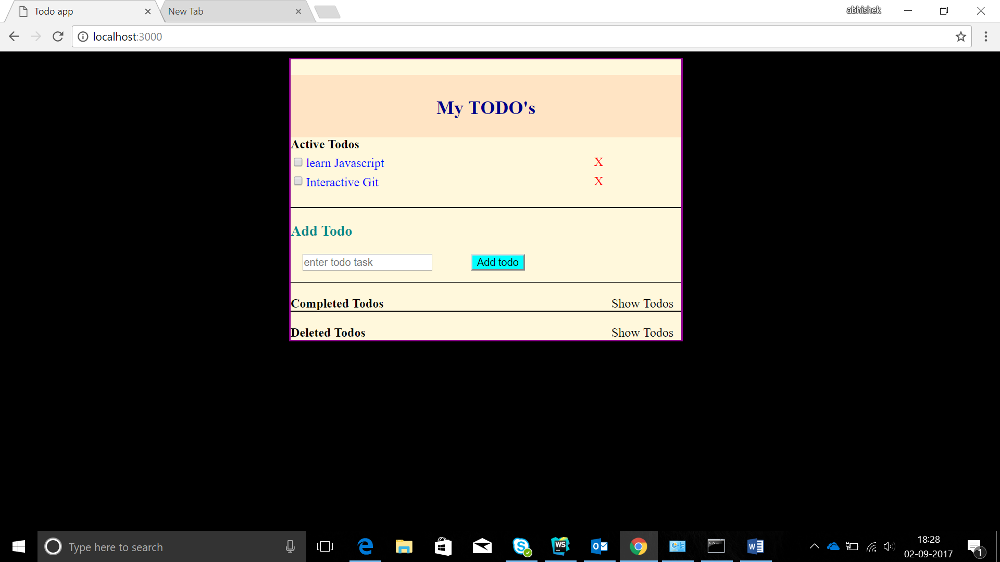 Todo app
New Tab
abhishek
localhost:3000
My TODO's
Active Todos
learn Javascript X
Interactive Git X
Add Todo
enter todo task Add todo
Completed Todos Show Todos
Deleted Todos Show Todos
Type here to search
WS
W
18:28
02-09-2017
1